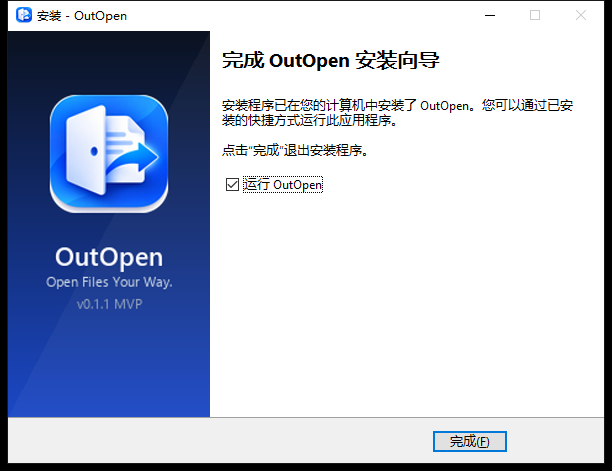 安装 - OutOpen
完成 OutOpen 安装向导
安装程序已在您的计算机中安装了 OutOpen。您可以通过已安
装的快捷方式运行此应用程序。
点击“完成”退出安装程序。
运行 OutOpen
OutOpen
Open Files Your Way.
v0.1.1 MVP
完成(F)